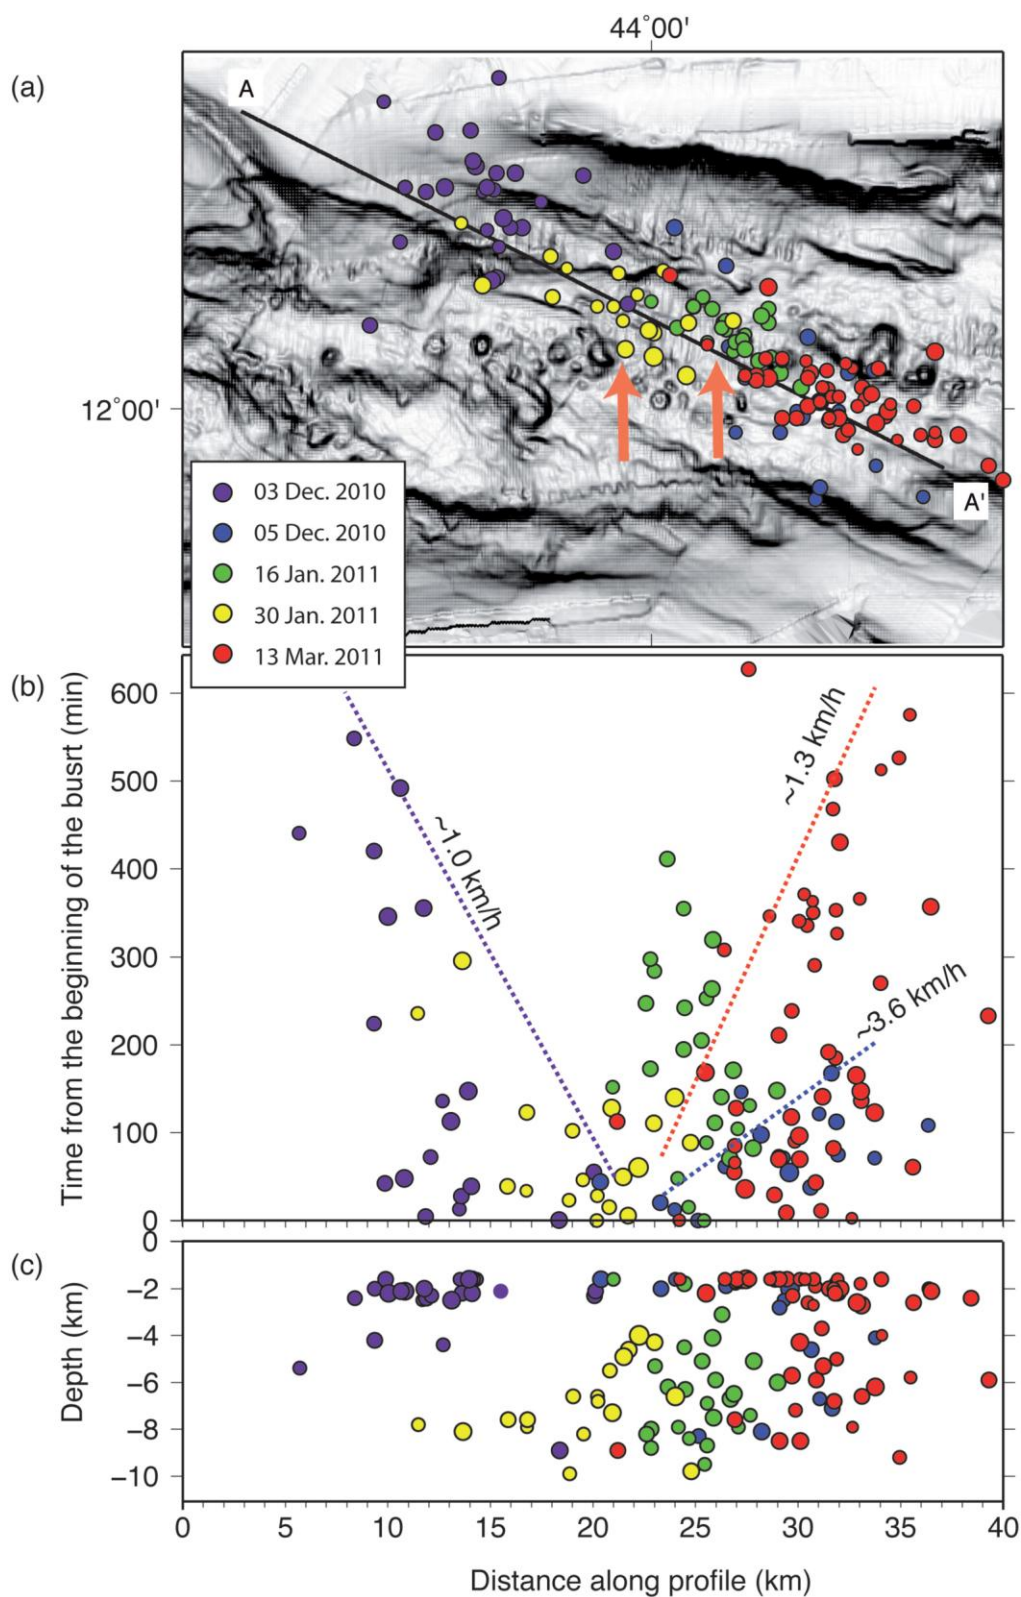 44°00'
(a)
A
12°00'
A'
03 Dec. 2010
05 Dec. 2010
16 Jan. 2011
30 Jan. 2011
13 Mar. 2011
(b)
Time from the beginning of the busrt (min)
600
500
400
300
200
100
0
~1.0 km/h
~1.3 km/h
~3.6 km/h
(c)
Depth (km)
0
−2
−4
−6
−8
−10
0 5 10 15 20 25 30 35 40
Distance along profile (km)